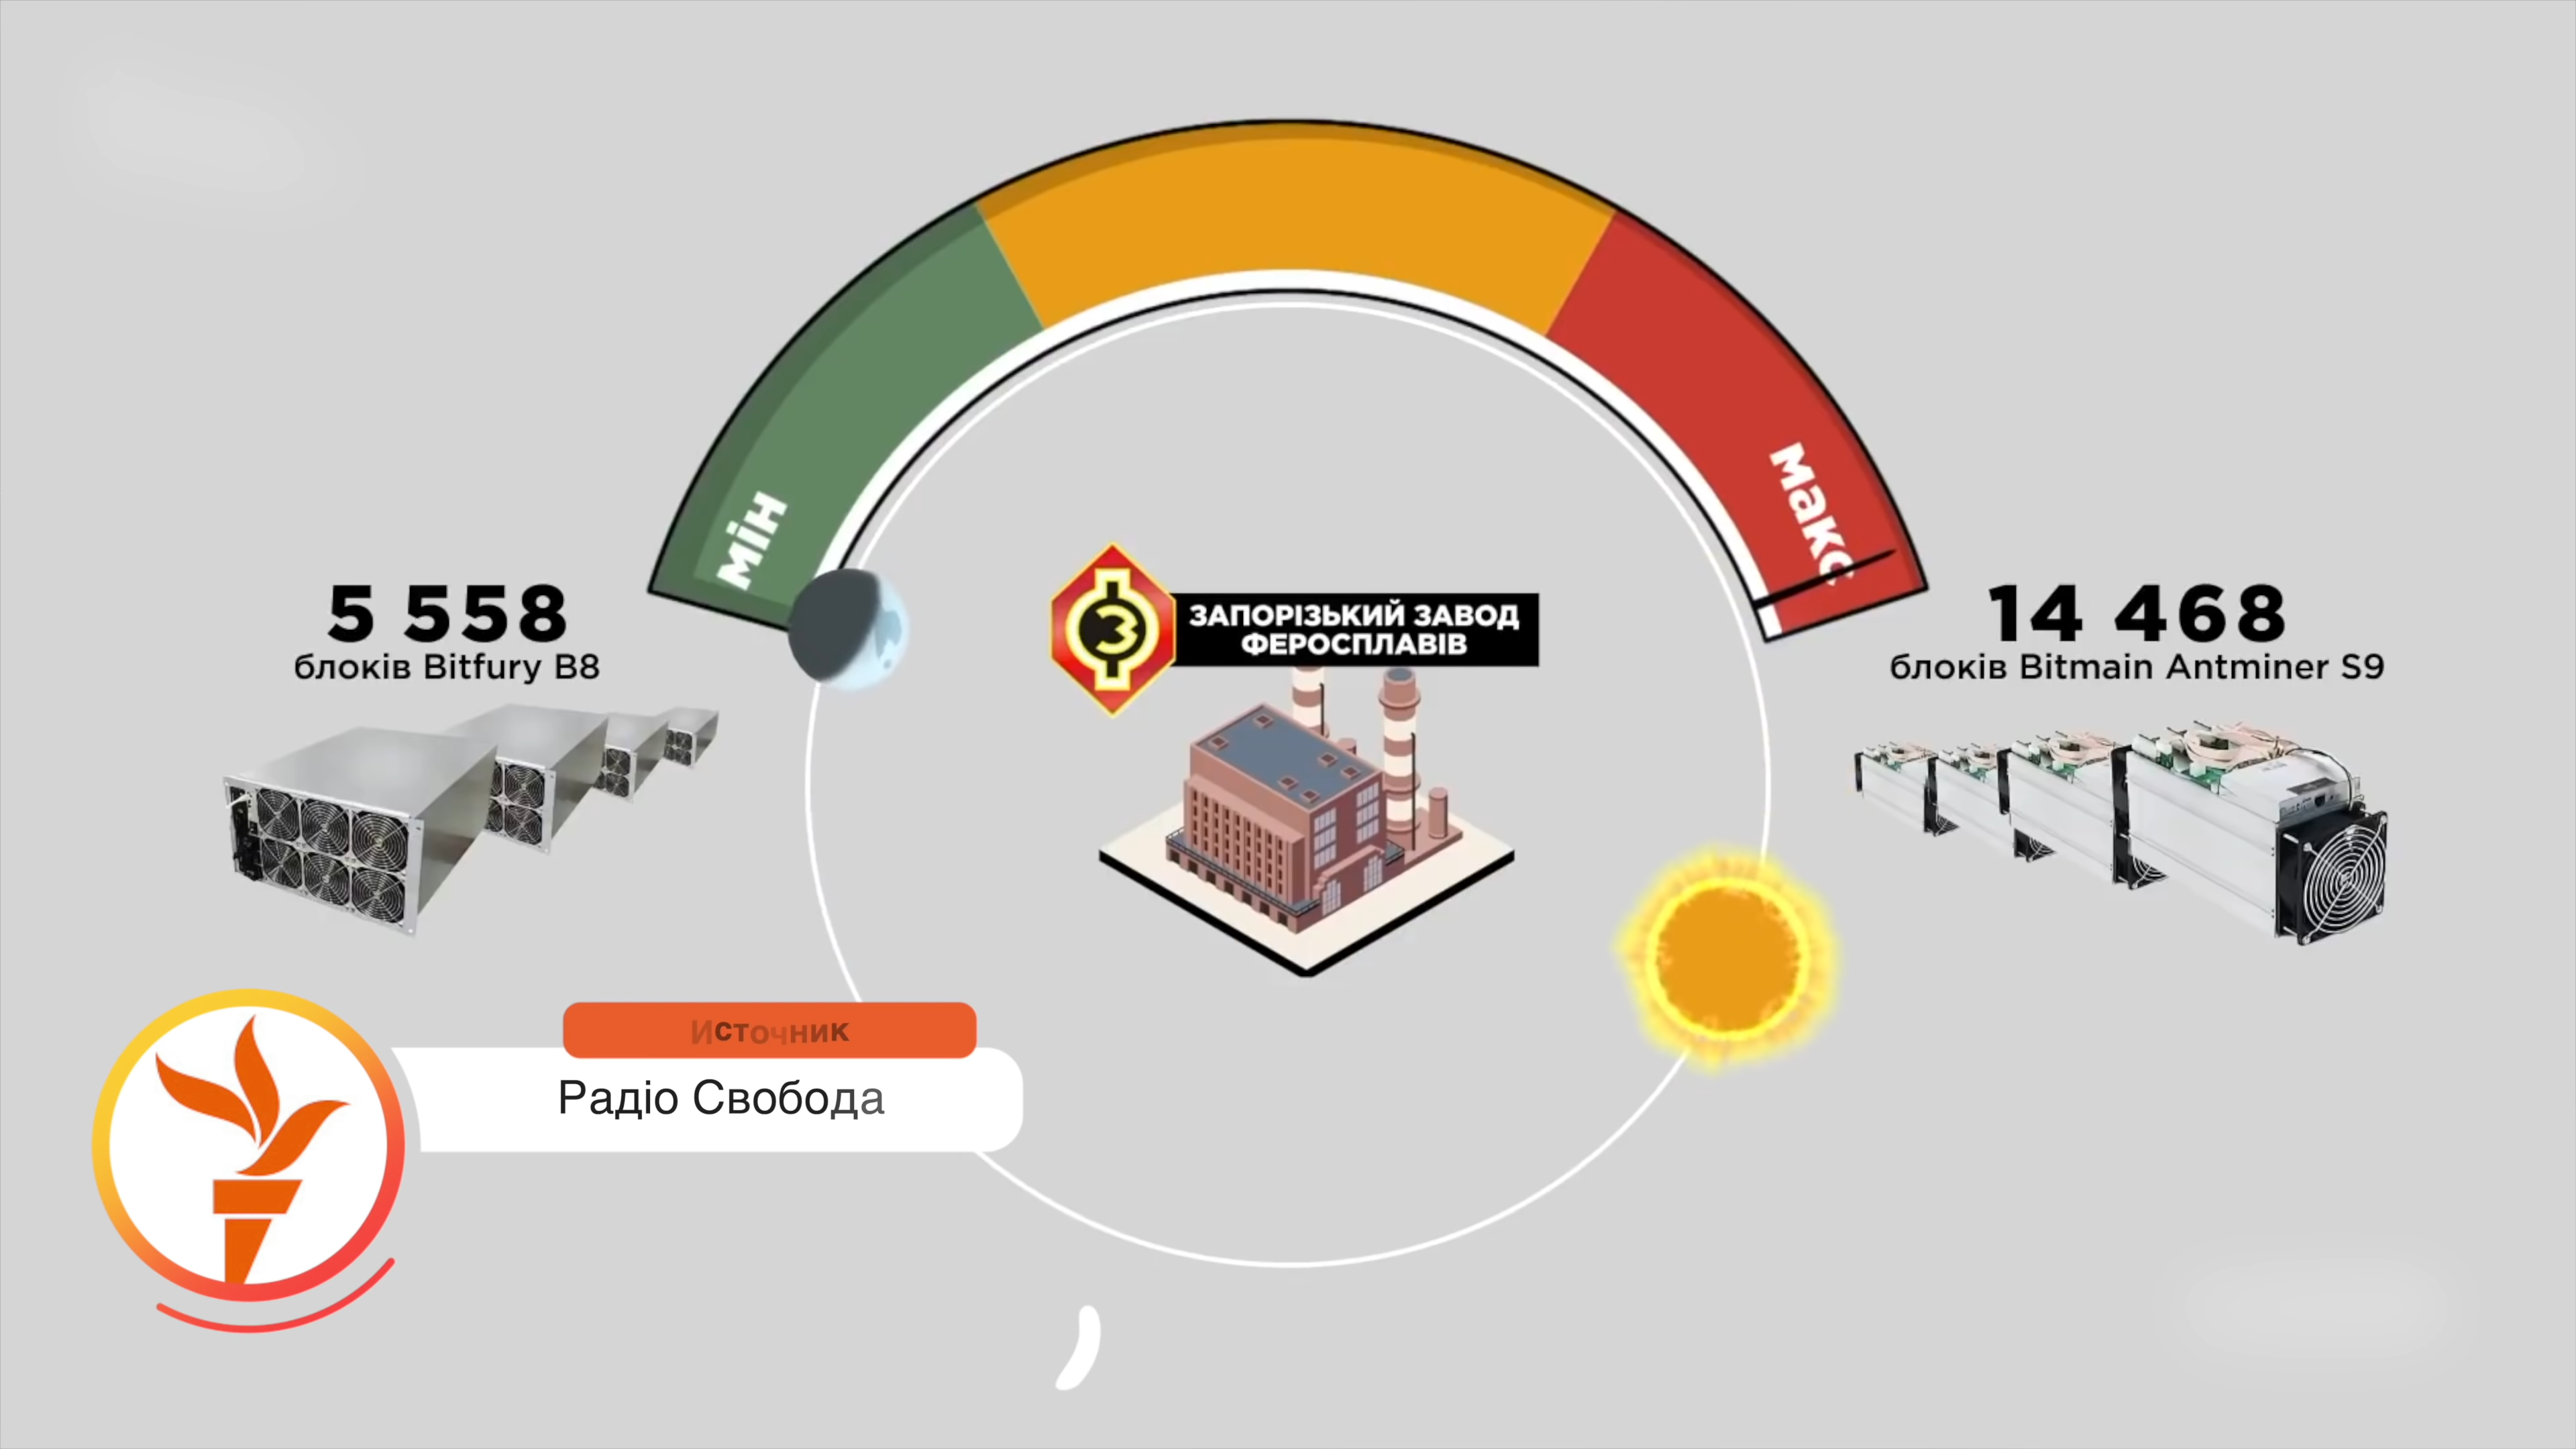 мін
макс
5 558
блоків Bitfury B8
З
ЗАПОРІЗЬКИЙ ЗАВОД
ФЕРОСПЛАВІВ
14 468
блоків Bitmain Antminer S9
Источник
Радіо Свобода